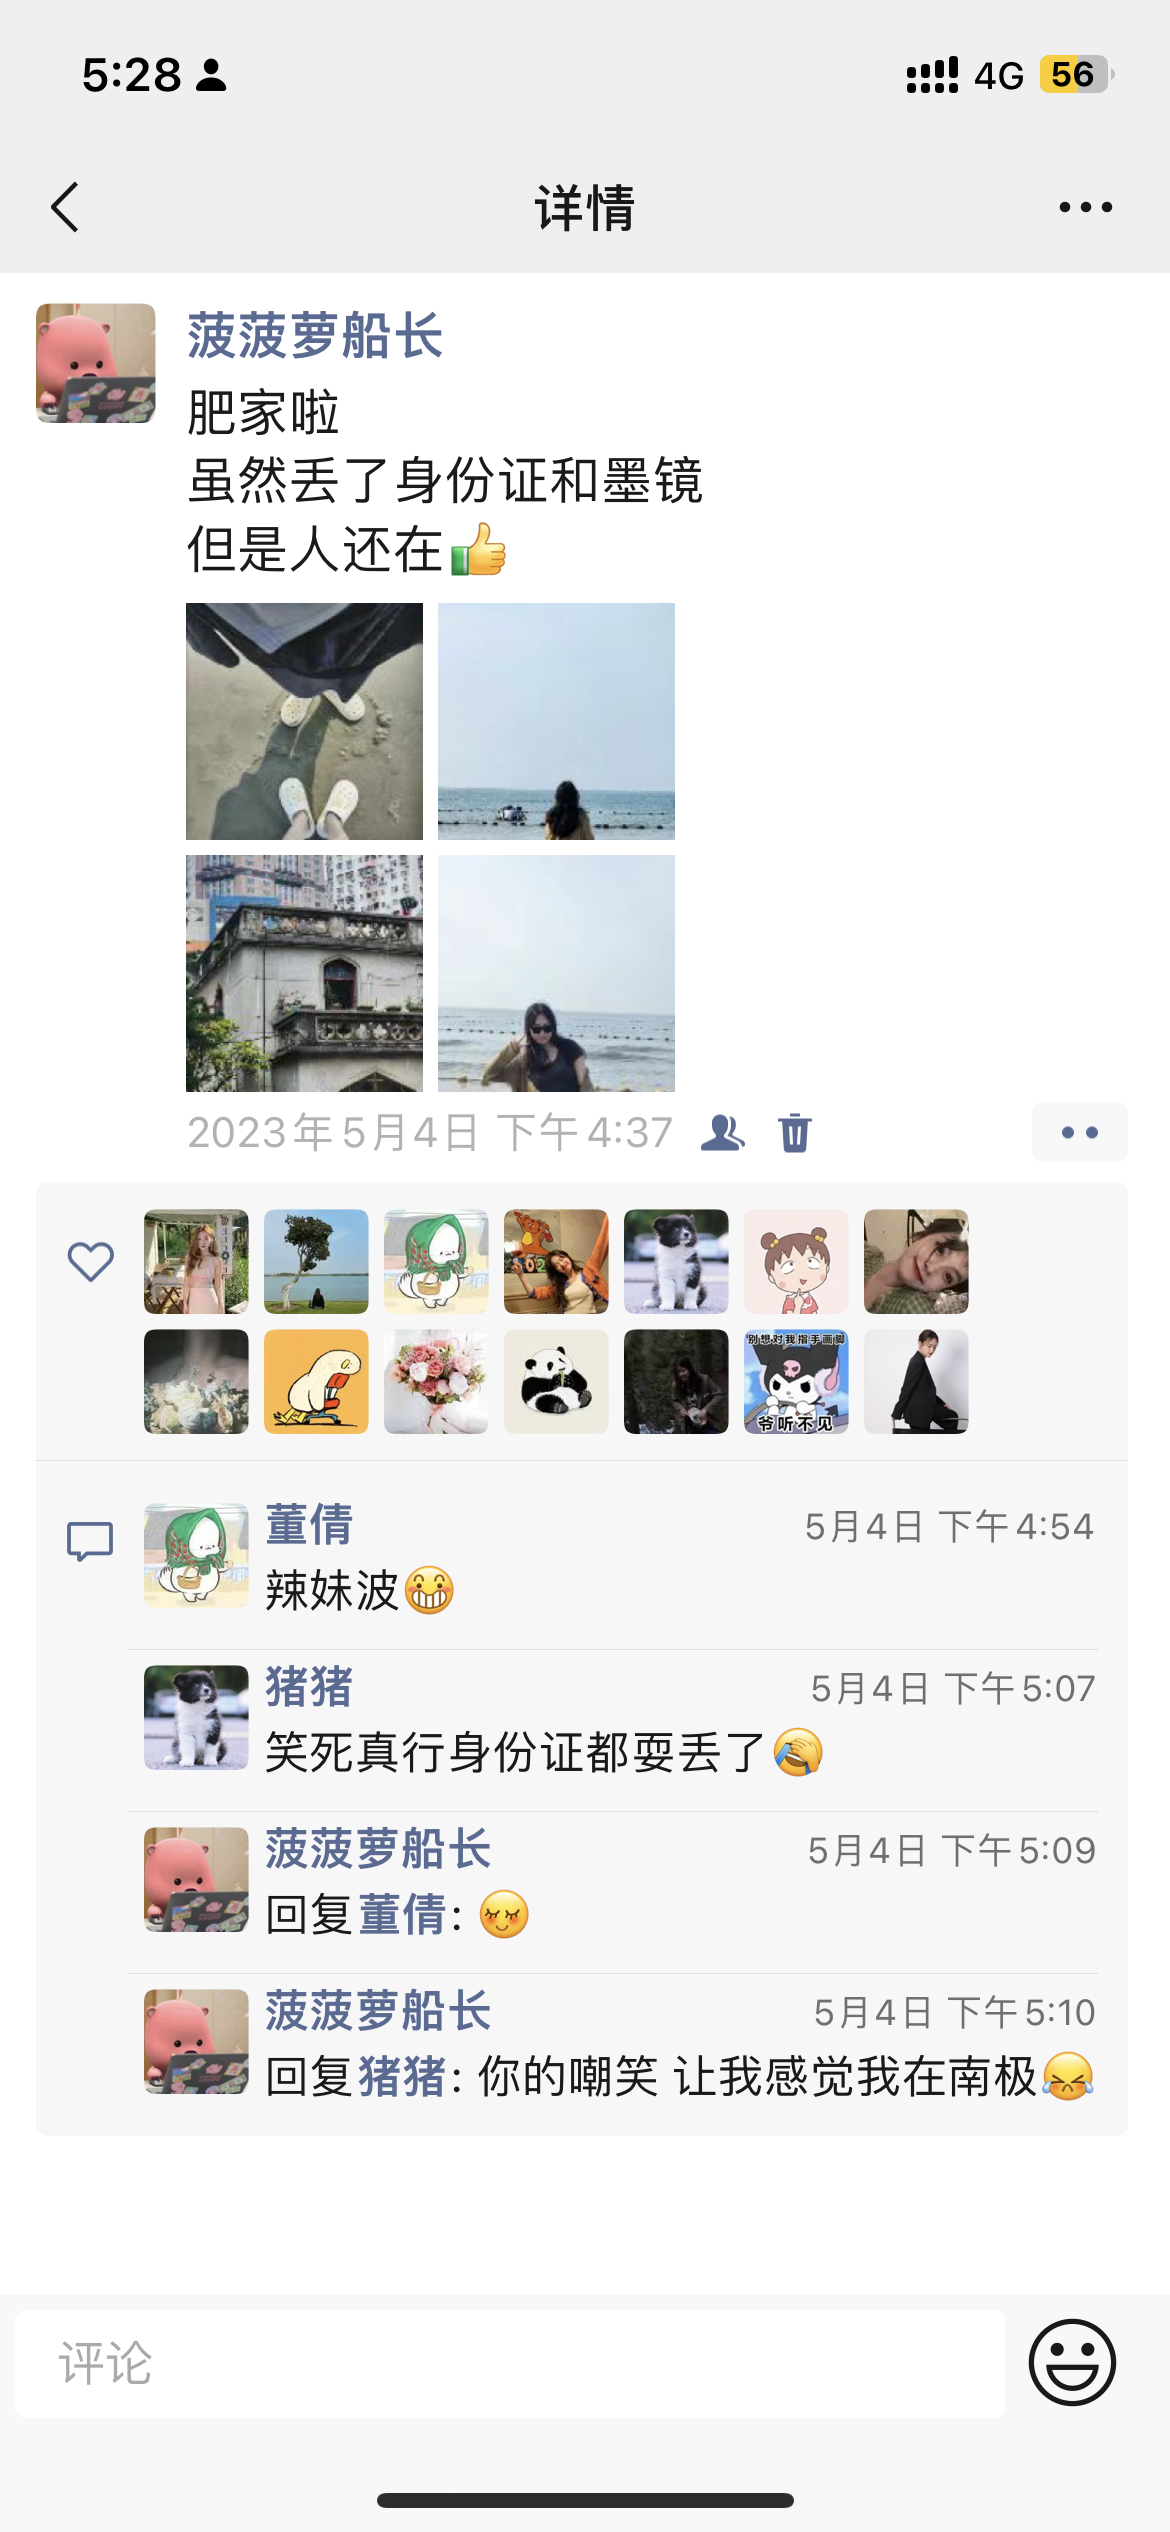 5:28
4G 56
详情
菠菠萝船长
肥家啦
虽然丢了身份证和墨镜
但是人还在👍
2023年5月4日 下午4:37
别想对我指手画脚
爷听不见
董倩
5月4日 下午4:54
辣妹波😁
猪猪
5月4日 下午5:07
笑死真行身份证都耍丢了🤣
菠菠萝船长
5月4日 下午5:09
回复董倩: 😌
菠菠萝船长
5月4日 下午5:10
回复猪猪: 你的嘲笑 让我感觉我在南极😹
评论